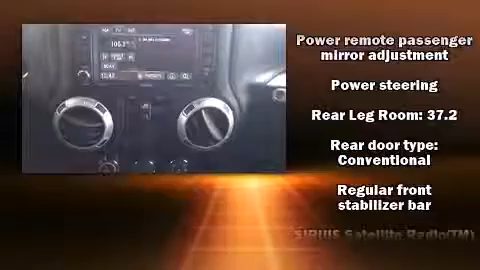 Power remote passenger
mirror adjustment
Power steering
Rear Leg Room: 37.2
Rear door type:
Conventional
Regular front
stabilizer bar
SIRIUS Satellite Radio(TM)